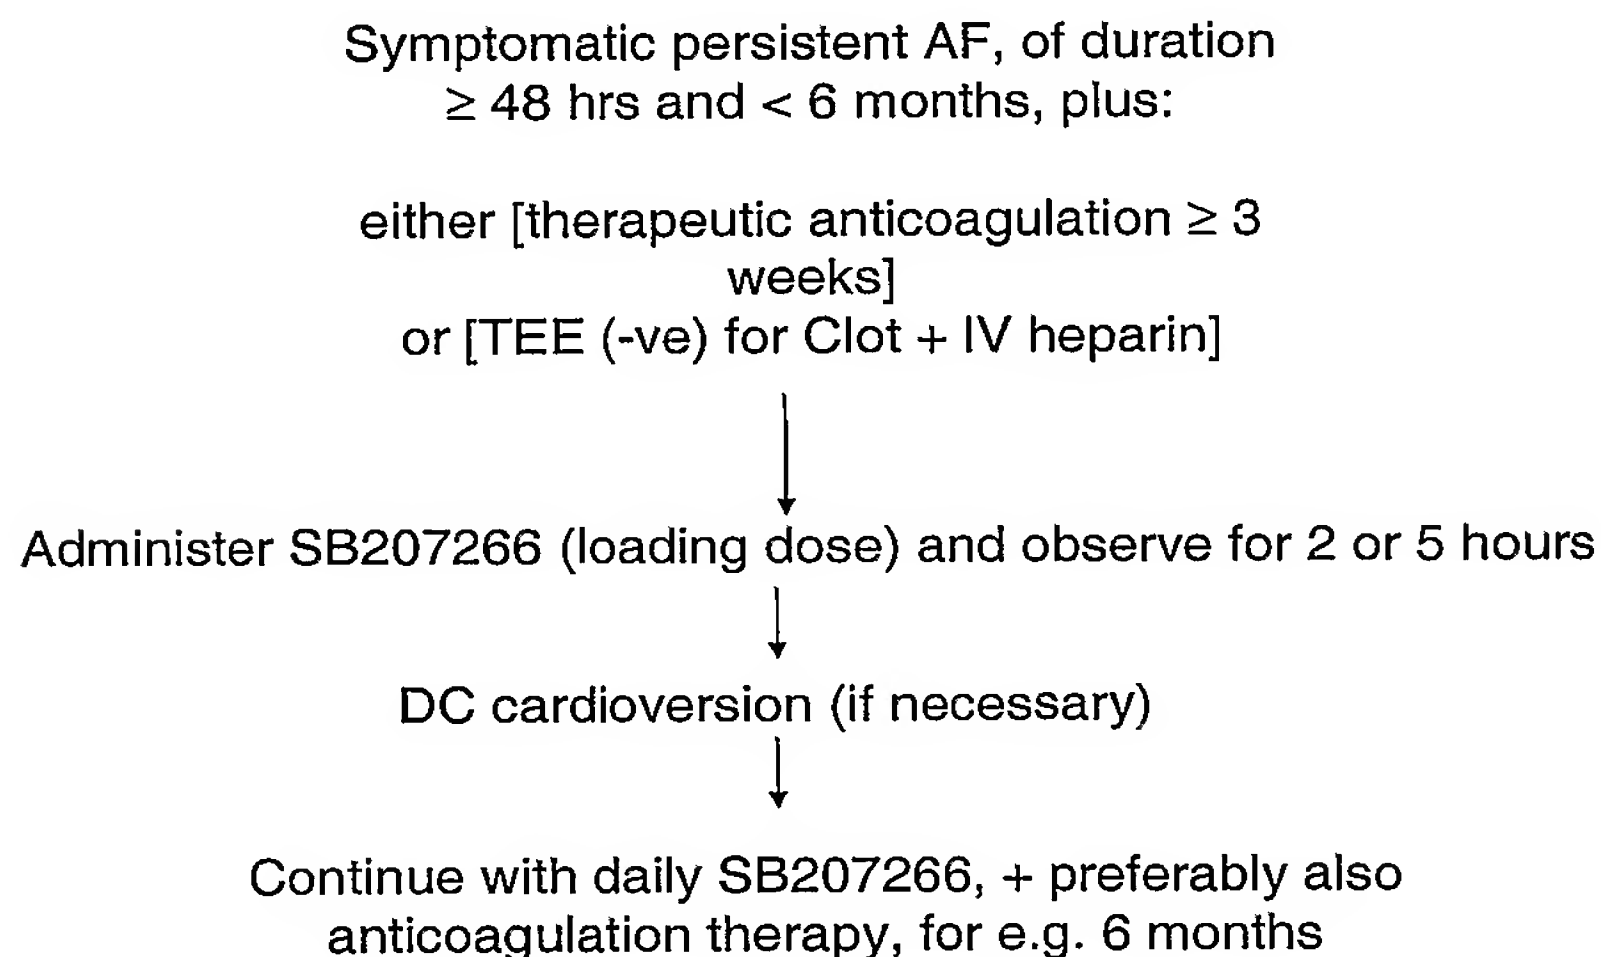 Symptomatic persistent AF, of duration
≥ 48 hrs and < 6 months, plus:
either [therapeutic anticoagulation ≥ 3
weeks]
or [TEE (-ve) for Clot + IV heparin]
Administer SB207266 (loading dose) and observe for 2 or 5 hours
DC cardioversion (if necessary)
Continue with daily SB207266, + preferably also
anticoagulation therapy, for e.g. 6 months